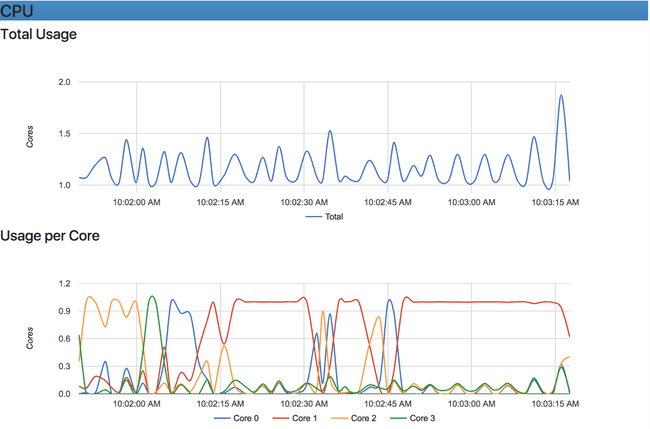 CPU
Total Usage
2.0
1.5
1.0
Cores
10:02:00 AM 10:02:15 AM 10:02:30 AM 10:02:45 AM 10:03:00 AM 10:03:15 AM
Total
Usage per Core
1.2
0.9
0.6
0.3
0.0
Cores
10:02:00 AM 10:02:15 AM 10:02:30 AM 10:02:45 AM 10:03:00 AM 10:03:15 AM
Core 0 Core 1 Core 2 Core 3